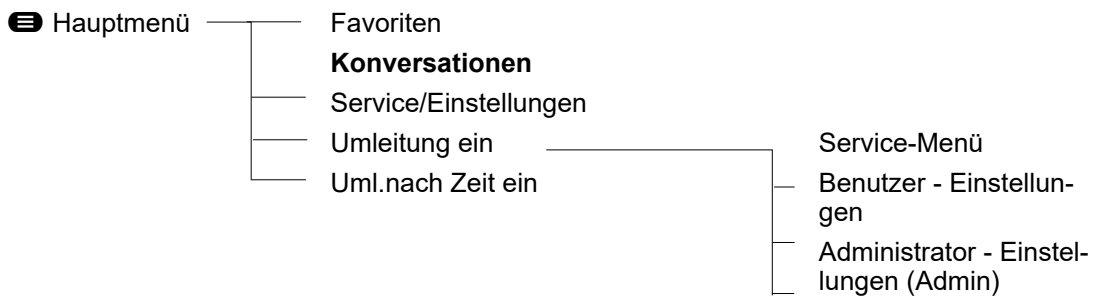 Hauptmenü
Favoriten
Konversationen
Service/Einstellungen
Umleitung ein
Uml.nach Zeit ein
Service-Menü
Benutzer - Einstellun-
gen
Administrator - Einstel-
lungen (Admin)